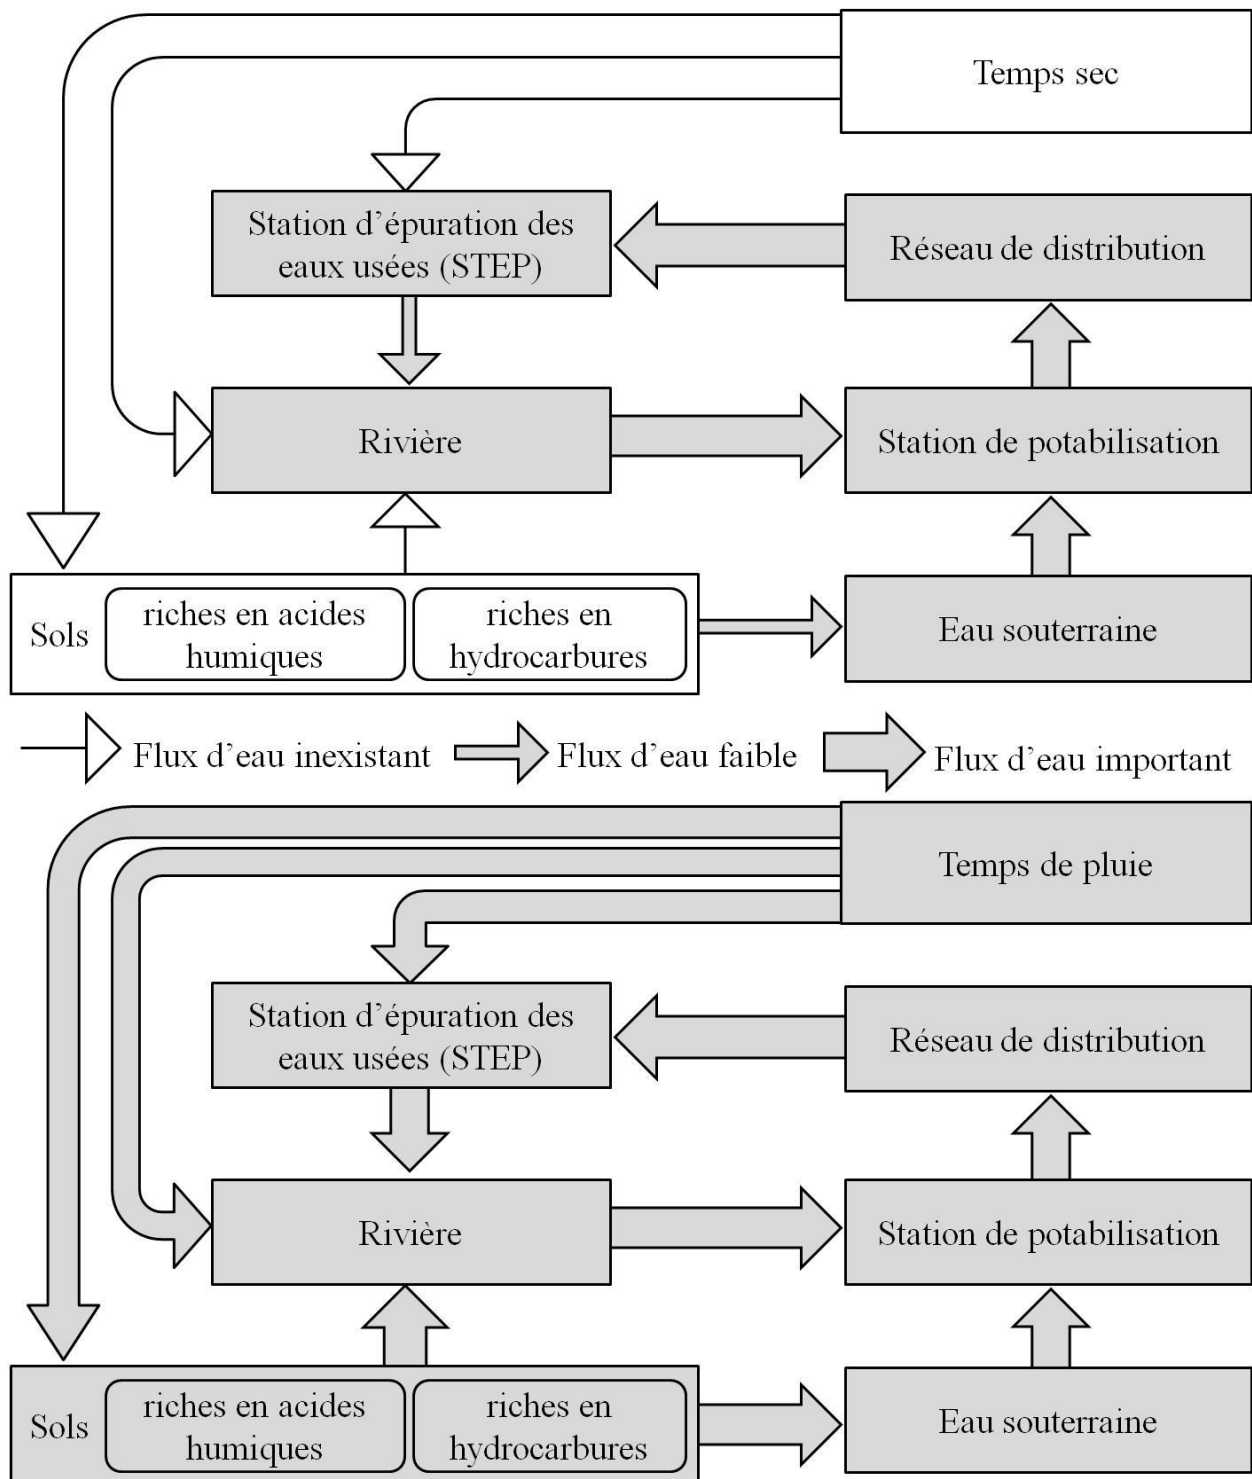 Temps sec
Station d’épuration des
eaux usées (STEP)
Réseau de distribution
Rivière
Station de potabilisation
Sols
riches en acides
humiques
riches en
hydrocarbures
Eau souterraine
Flux d’eau inexistant
Flux d’eau faible
Flux d’eau important
Temps de pluie
Station d’épuration des
eaux usées (STEP)
Réseau de distribution
Rivière
Station de potabilisation
Sols
riches en acides
humiques
riches en
hydrocarbures
Eau souterraine